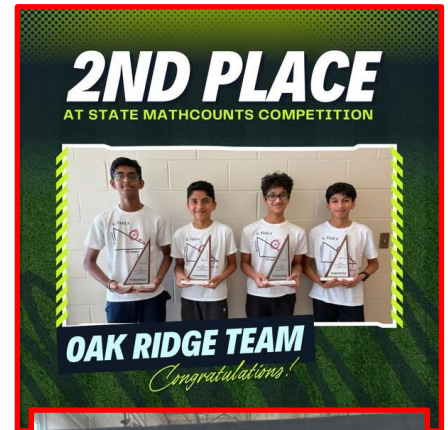 2ND PLACE
AT STATE MATHCOUNTS COMPETITION
OAK RIDGE TEAM
Congratulations!